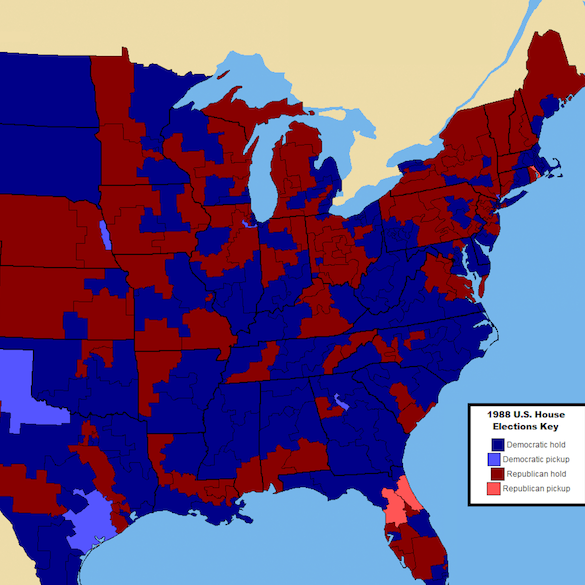 1988 U.S. House
Elections Key
Democratic hold
Democratic pickup
Republican hold
Republican pickup